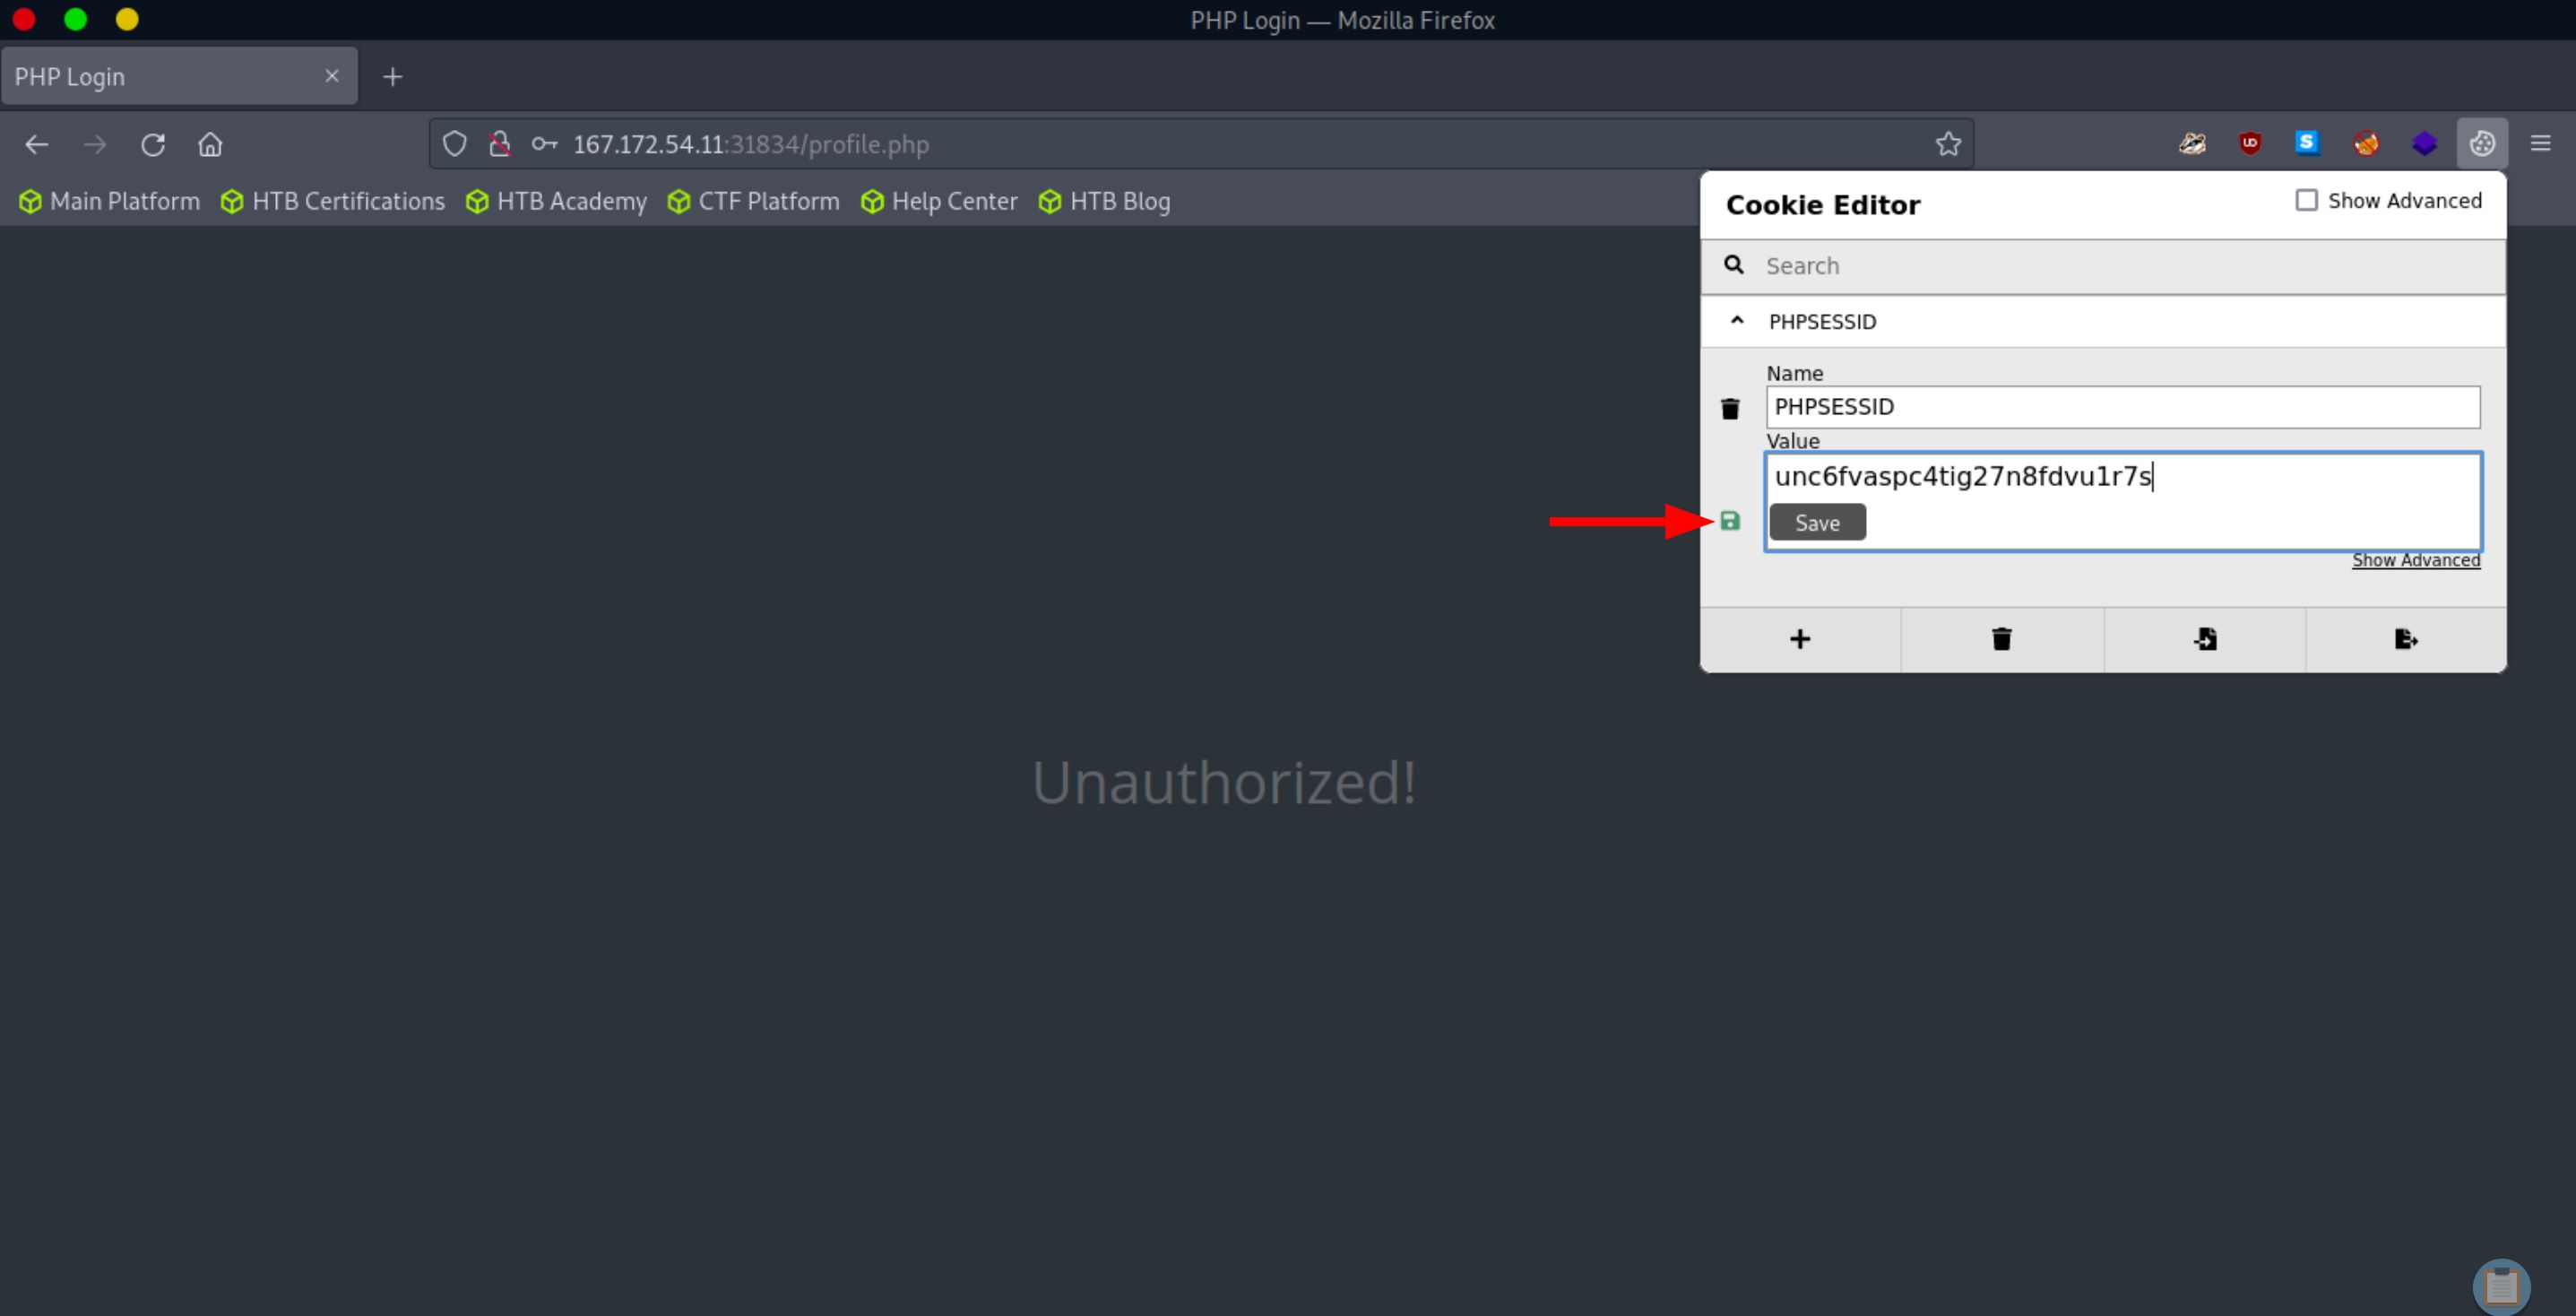 PHP Login — Mozilla Firefox
PHP Login
167.172.54.11:31834/profile.php
Main Platform HTB Certifications HTB Academy CTF Platform Help Center HTB Blog
Cookie Editor Show Advanced
Search
PHPSESSID
Name
PHPSESSID
Value
unc6fvaspc4tig27n8fdvu1r7s
Save
Show Advanced
Unauthorized!